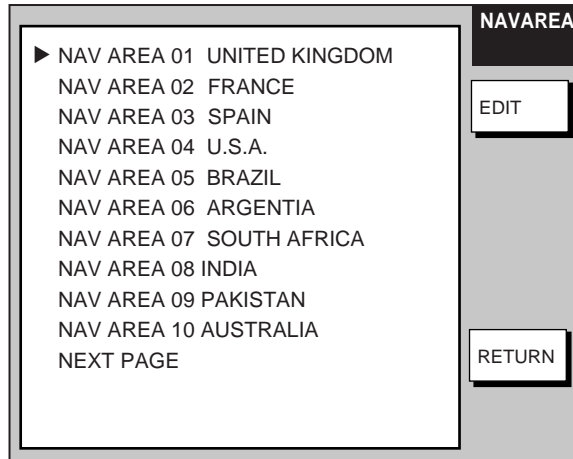 NAVAREA
▶ NAV AREA 01 UNITED KINGDOM
NAV AREA 02 FRANCE
NAV AREA 03 SPAIN
NAV AREA 04 U.S.A.
NAV AREA 05 BRAZIL
NAV AREA 06 ARGENTIA
NAV AREA 07 SOUTH AFRICA
NAV AREA 08 INDIA
NAV AREA 09 PAKISTAN
NAV AREA 10 AUSTRALIA
NEXT PAGE
EDIT
RETURN